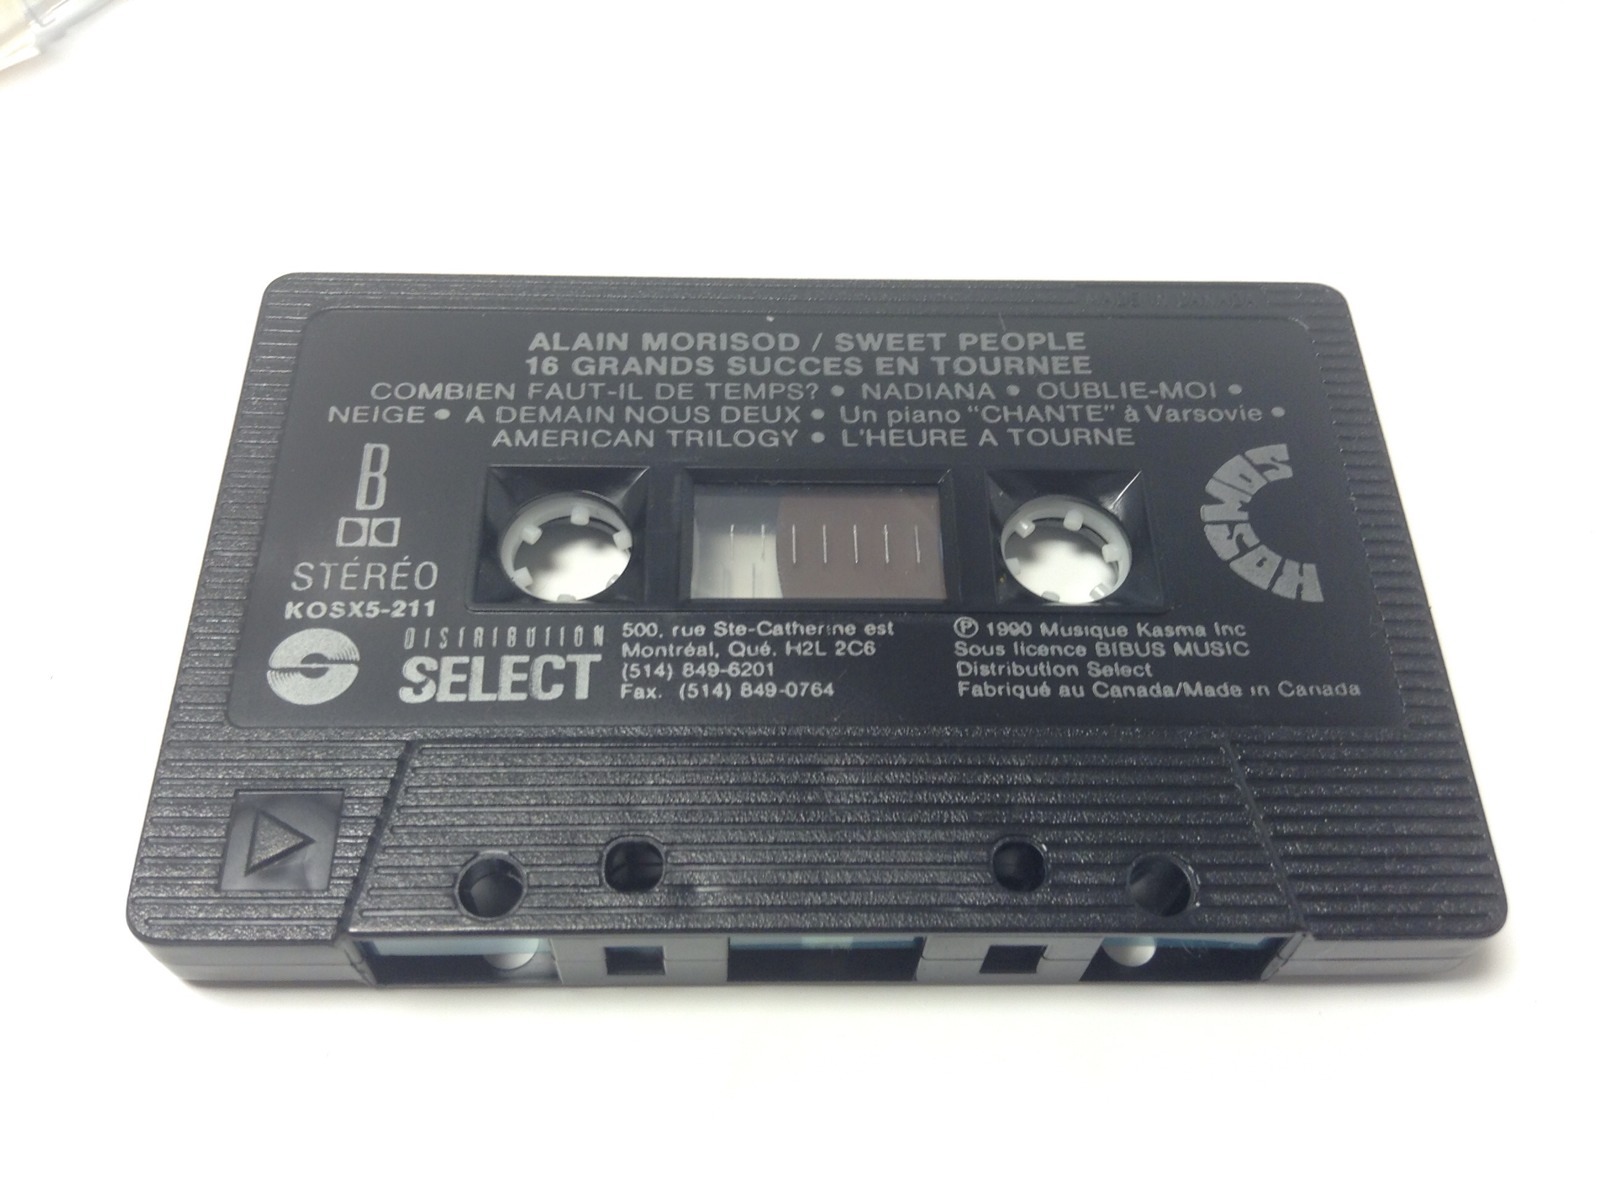 ALAIN MORISOD / SWEET PEOPLE
16 GRANDS SUCCES EN TOURNEE
COMBIEN FAUT-IL DE TEMPS? • NADIANA • OUBLIE-MOI •
NEIGE • A DEMAIN NOUS DEUX • Un piano "CHANTE" à Varsovie •
AMERICAN TRILOGY • L'HEURE A TOURNE
B
STÉRÉO
KOSX5-211
KOSMOS
DISTRIBUTION
SELECT
500, rue Ste-Catherine est
Montréal, Qué. H2L 2C6
(514) 849-6201
Fax. (514) 849-0764
Ⓟ 1990 Musique Kasma Inc
Sous licence BIBUS MUSIC
Distribution Select
Fabriqué au Canada/Made in Canada